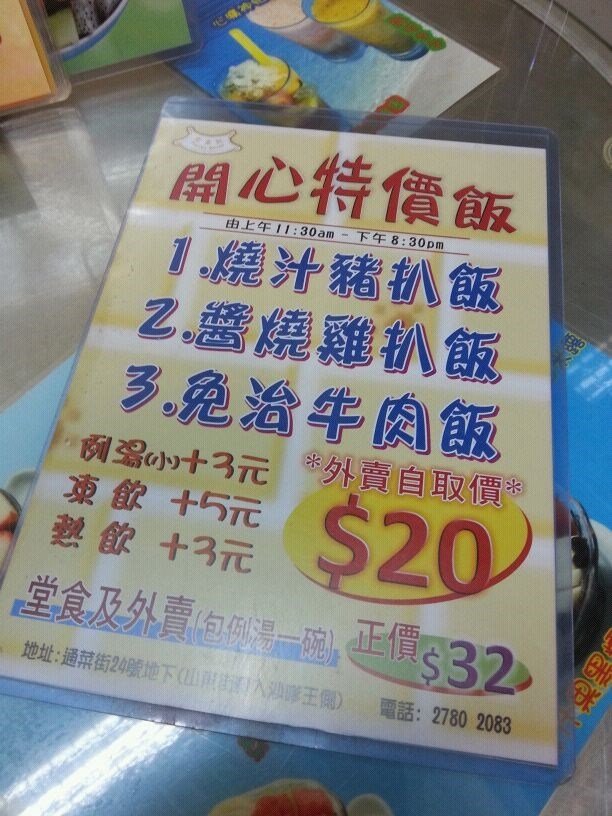 開心特價飯
由上午11:30am - 下午8:30pm
1.燒汁豬扒飯
2.醬燒雞扒飯
3.免治牛肉飯
例湯(小)+3元
凍飲 +5元
熱飲 +3元
*外賣自取價*
$20
堂食及外賣(包例湯一碗)
正價$32
地址:通菜街24號地下(山東街
電話: 2780 2083